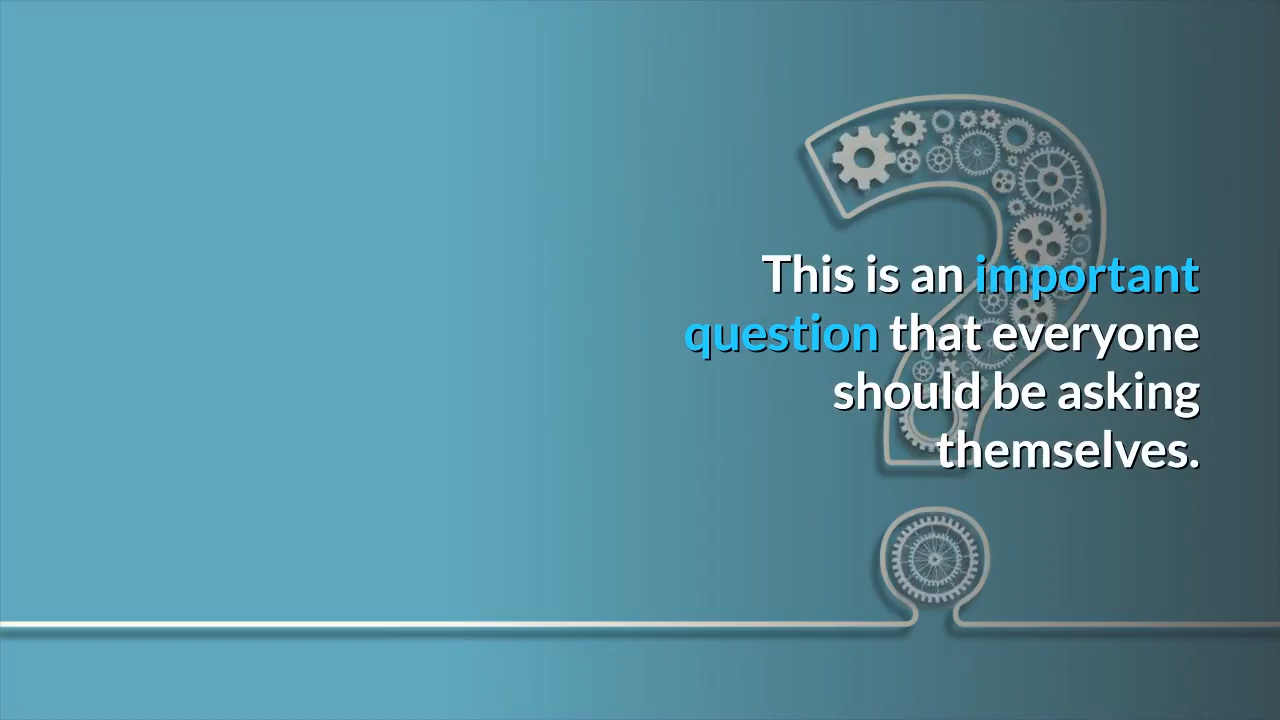 This is an important
question that everyone
should be asking
themselves.